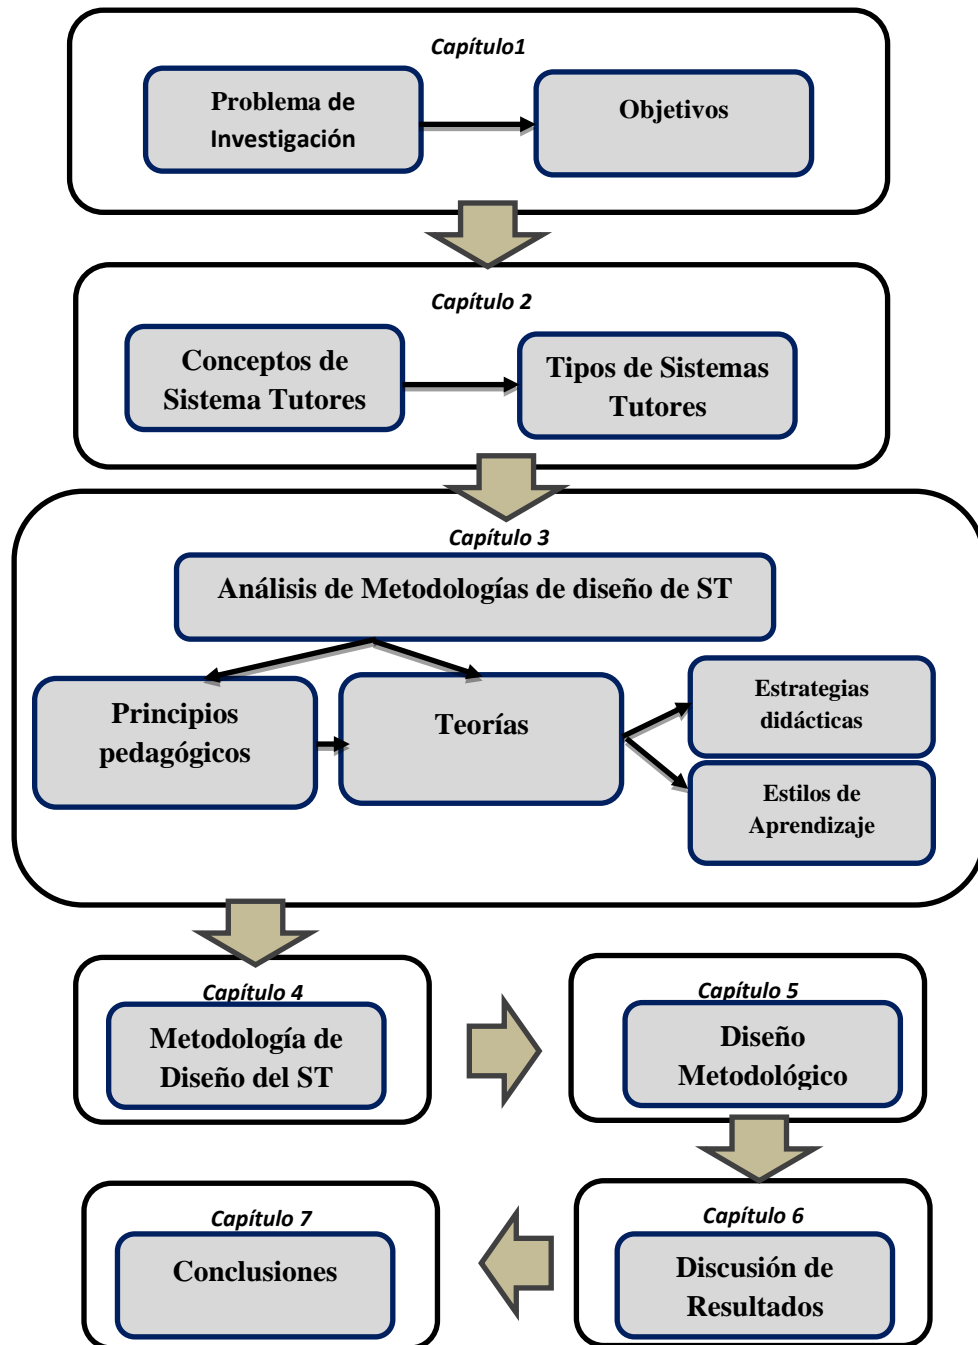 Capítulo1
Problema de
Investigación
Objetivos
Capítulo 2
Conceptos de
Sistema Tutores
Tipos de Sistemas
Tutores
Capítulo 3
Análisis de Metodologías de diseño de ST
Principios
pedagógicos
Teorías
Estrategias
didácticas
Estilos de
Aprendizaje
Capítulo 4
Metodología de
Diseño del ST
Capítulo 5
Diseño
Metodológico
Capítulo 7
Conclusiones
Capítulo 6
Discusión de
Resultados